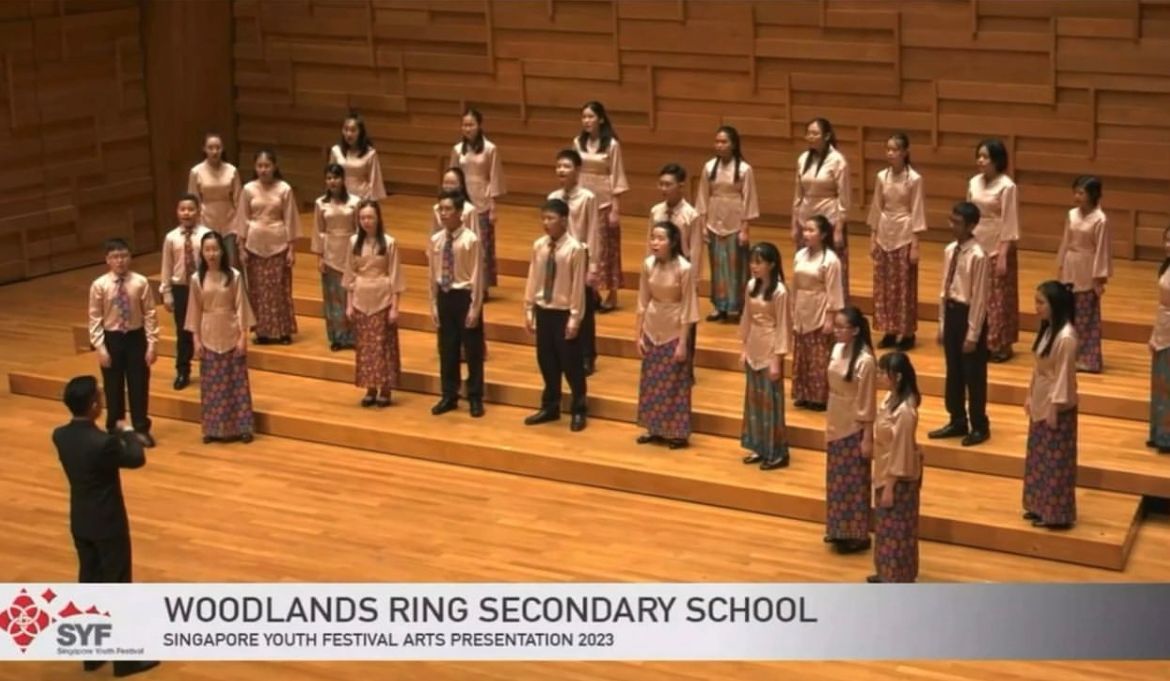 WOODLANDS RING SECONDARY SCHOOL
SINGAPORE YOUTH FESTIVAL ARTS PRESENTATION 2023
SYF
Singapore Youth Festival